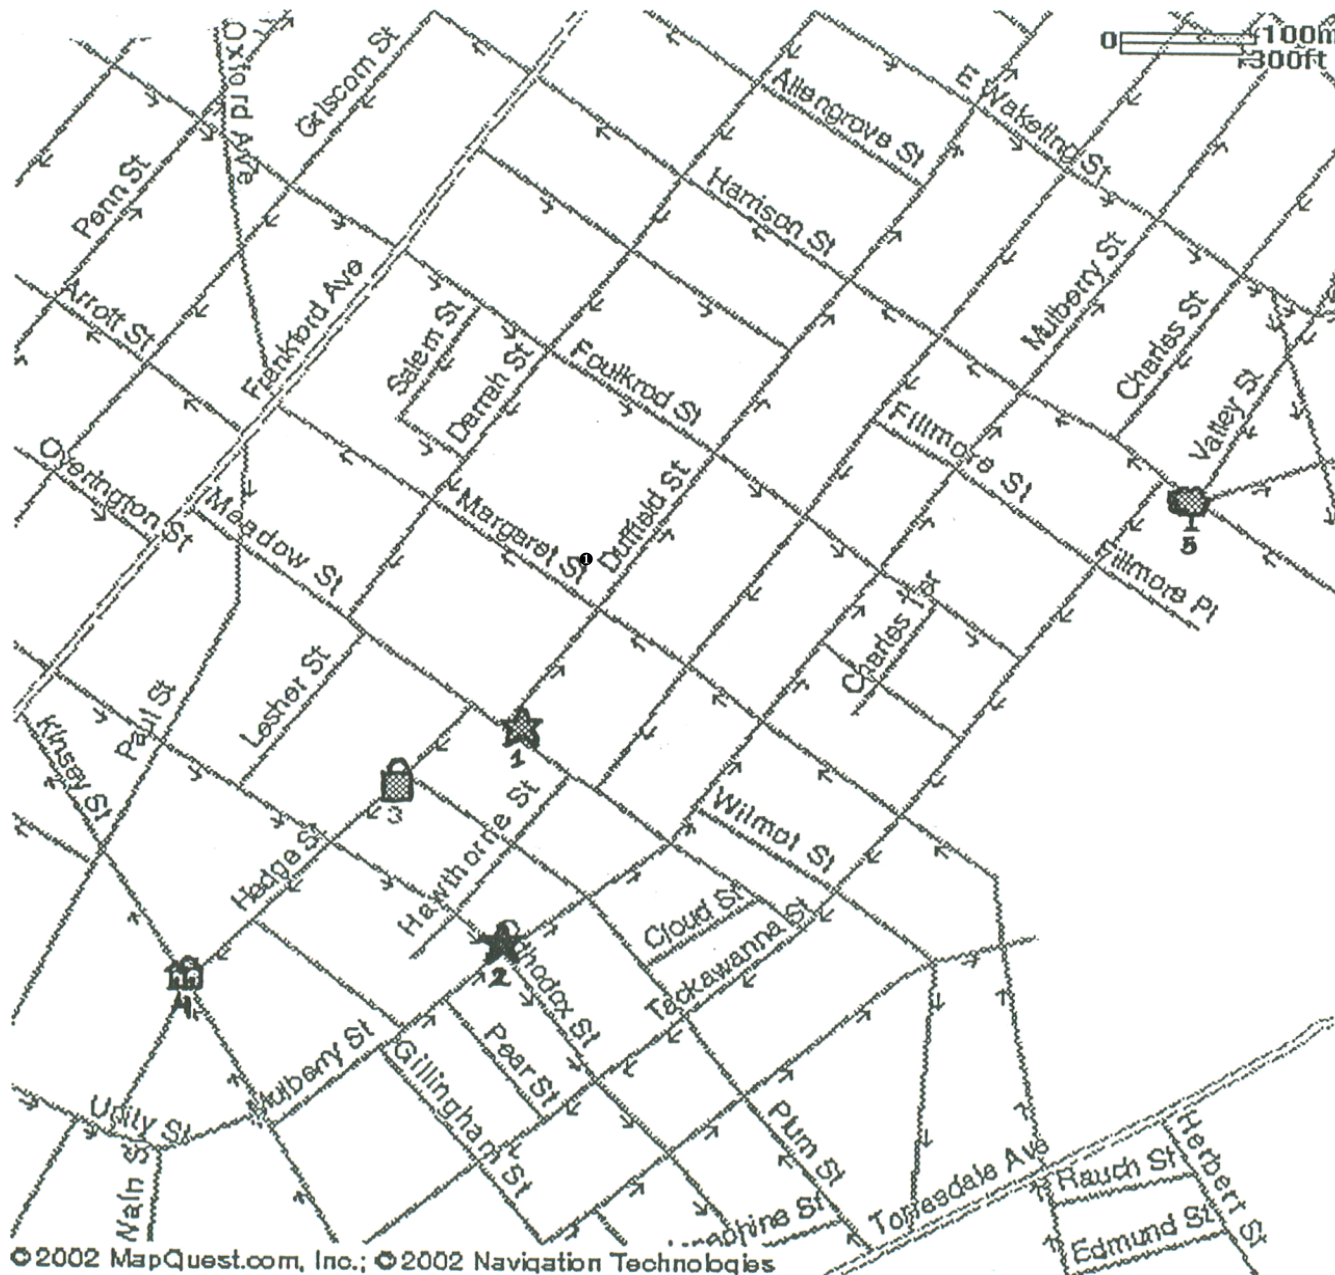 Oxford Ave
Griscom St
0 100m
300ft
E Wakeling St
Allengrove St
Penn St
Harrison St
Arrott St
Frankford Ave
Mulberry St
Salem St
Charles St
Darrah St
Foulkrod St
Valley St
Fillmore St
Overington St
Meadow St
Margaret St
1
Duffield St
5
Fillmore Pl
Charles
Lesher St
Paul St
Kinsey St
1
3
Wilmot St
Hedge St
Hawthorne St
Cloud St
2
Tackawanna St
4
Pear St
Mulberry St
Gillingham St
Unity St
Plum St
Torresdale Ave
Herbert St
Rauch St
Edmund St
©2002 MapQuest.com, Inc.; ©2002 Navigation Technologies